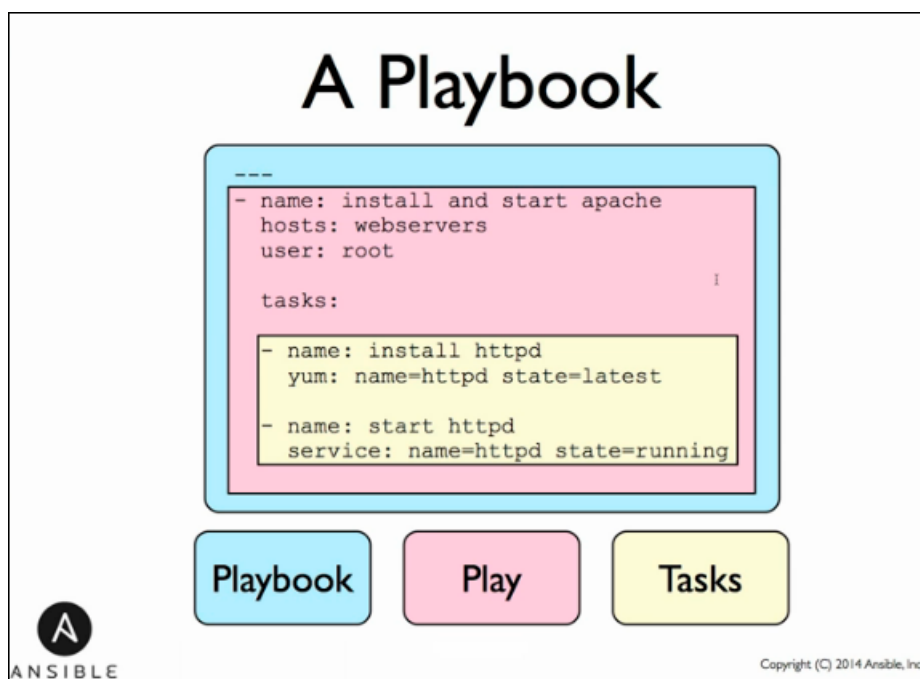 A Playbook
---
- name: install and start apache
hosts: webservers
user: root
tasks:
- name: install httpd
yum: name=httpd state=latest
- name: start httpd
service: name=httpd state=running
Playbook
Play
Tasks
ANSIBLE
Copyright (C) 2014 Ansible, Inc